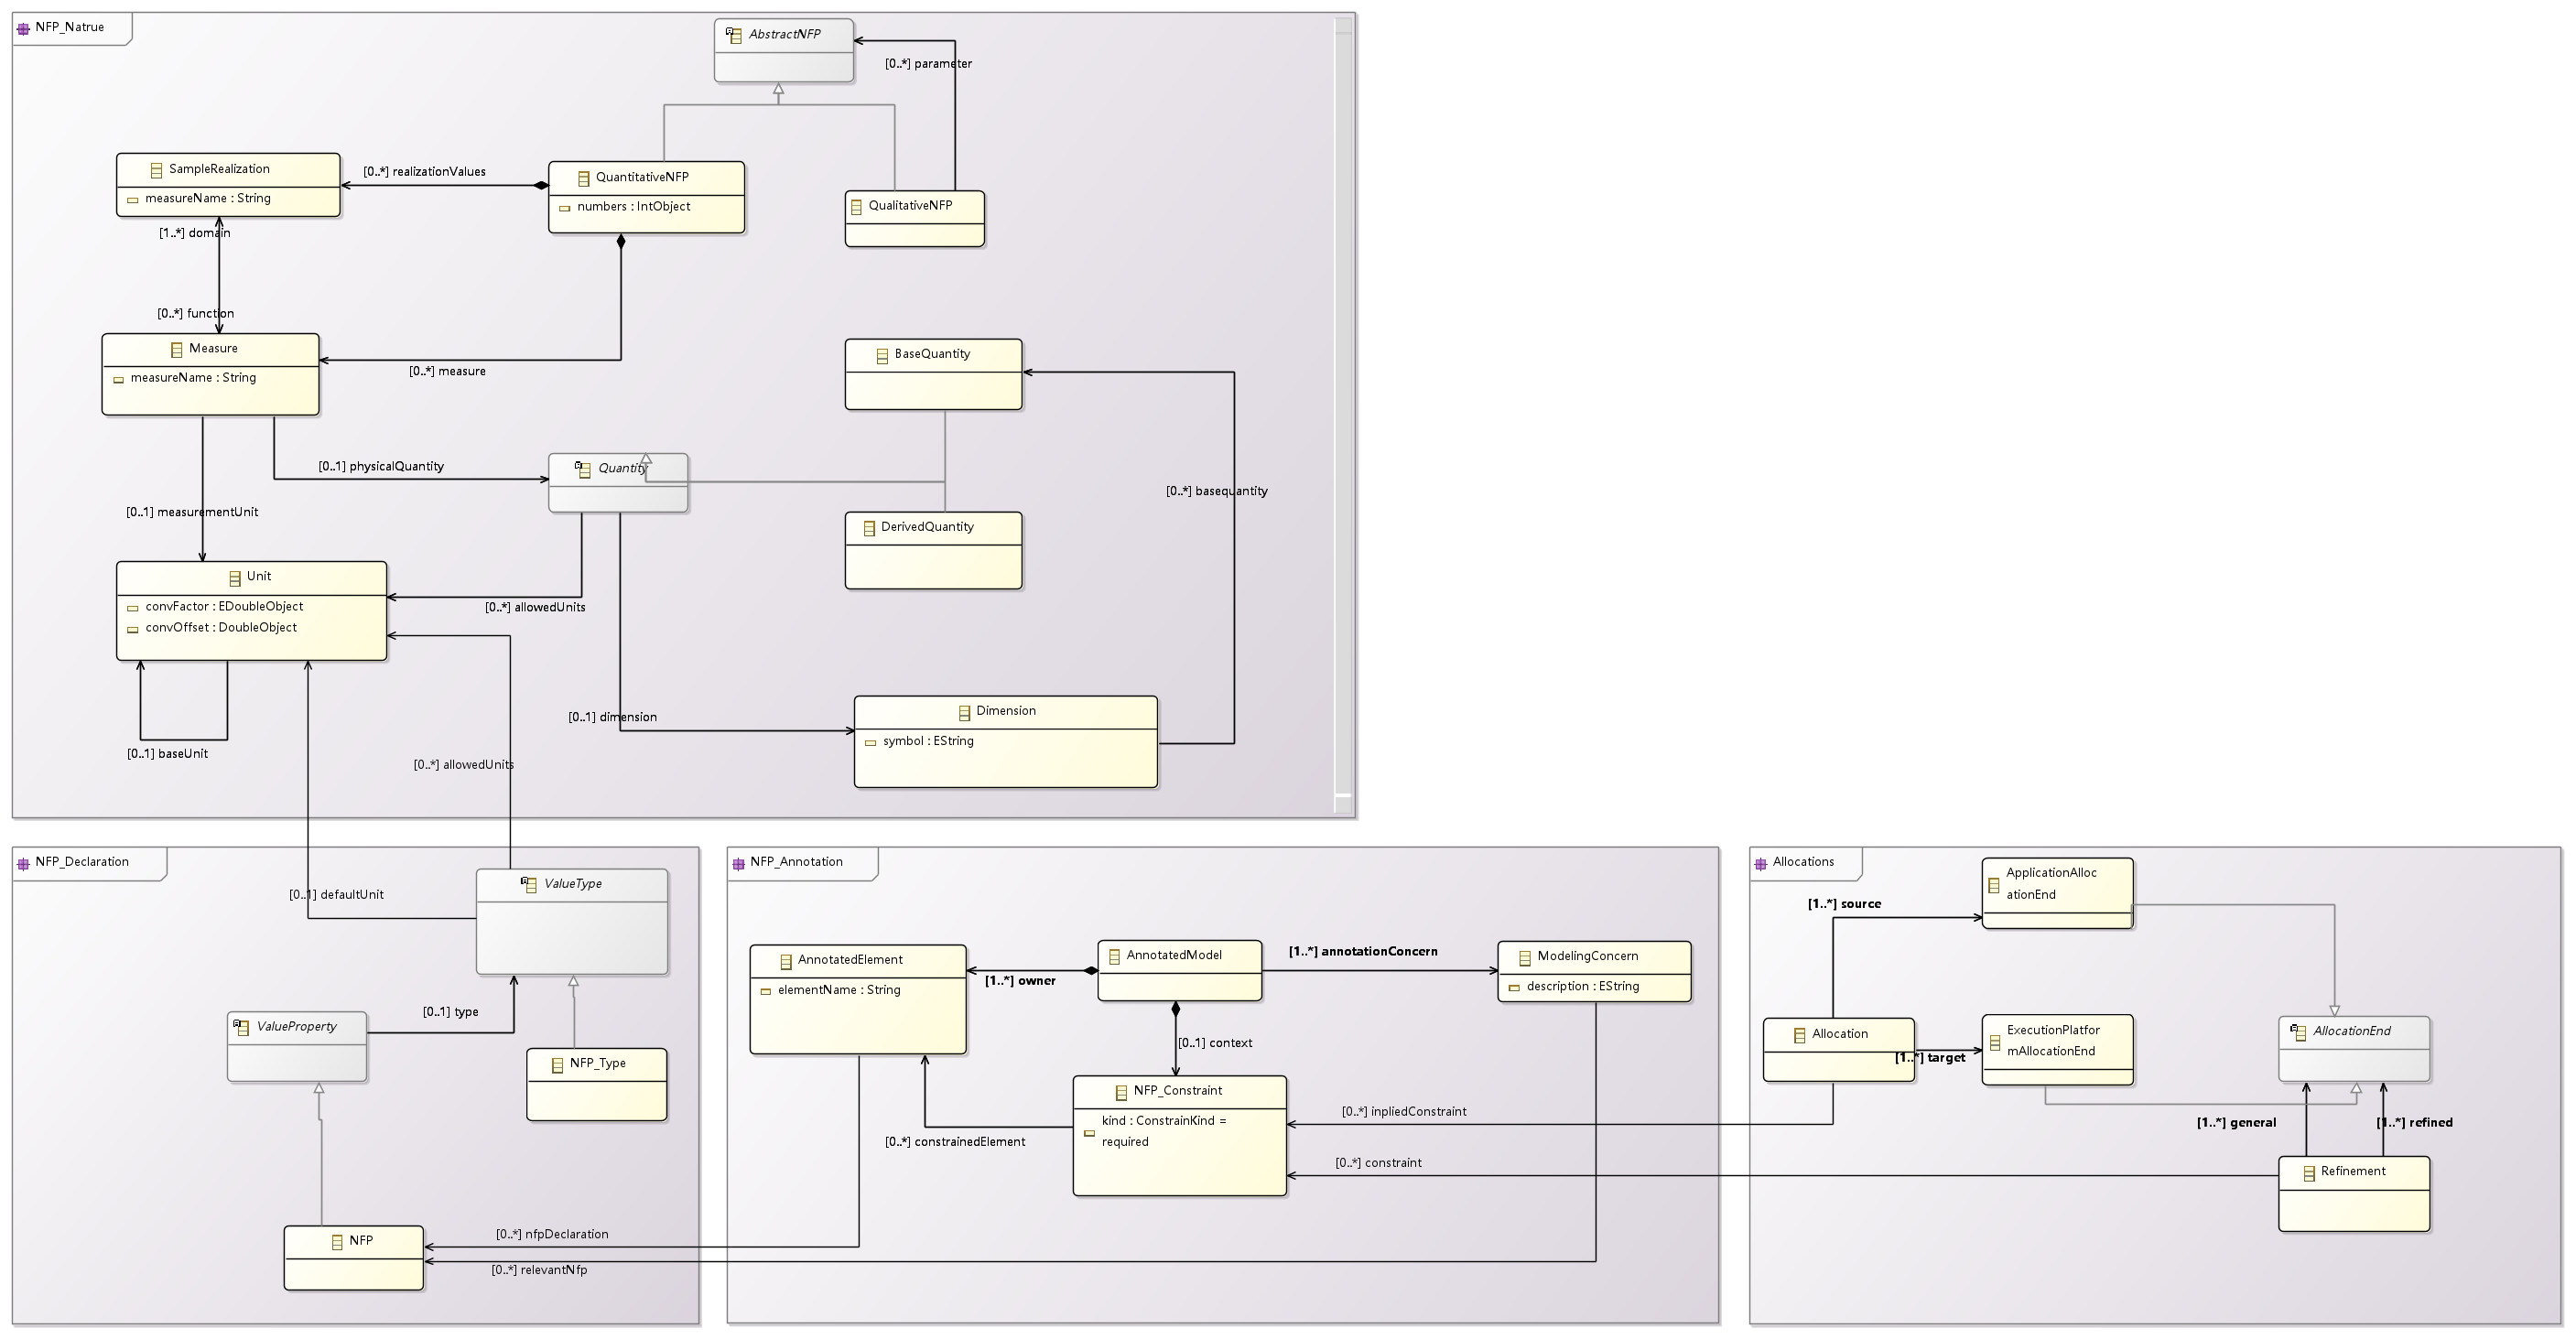 NFP_Natrue
AbstractNFP
[0..*] parameter
SampleRealization
measureName : String
[0..*] realizationValues
QuantitativeNFP
numbers : IntObject
QualitativeNFP
[1..*] domain
[0..*] function
Measure
measureName : String
[0..*] measure
BaseQuantity
[0..1] physicalQuantity
Quantity
[0..*] basequantity
[0..1] measurementUnit
DerivedQuantity
Unit
convFactor : EDoubleObject
convOffset : DoubleObject
[0..*] allowedUnits
[0..1] dimension
Dimension
symbol : EString
[0..1] baseUnit
[0..*] allowedUnits
NFP_Declaration
ValueType
[0..1] defaultUnit
[0..1] type
ValueProperty
NFP_Type
NFP
[0..*] nfpDeclaration
[0..*] relevantNfp
NFP_Annotation
AnnotatedElement
elementName : String
[1..*] owner
AnnotatedModel
[1..*] annotationConcern
ModelingConcern
description : EString
[0..1] context
NFP_Constraint
kind : ConstrainKind =
required
[0..*] constrainedElement
[0..*] inpliedConstraint
[0..*] constraint
Allocations
ApplicationAlloc
ationEnd
[1..*] source
Allocation
[1..*] target
ExecutionPlatfor
mAllocationEnd
AllocationEnd
[1..*] general
[1..*] refined
Refinement